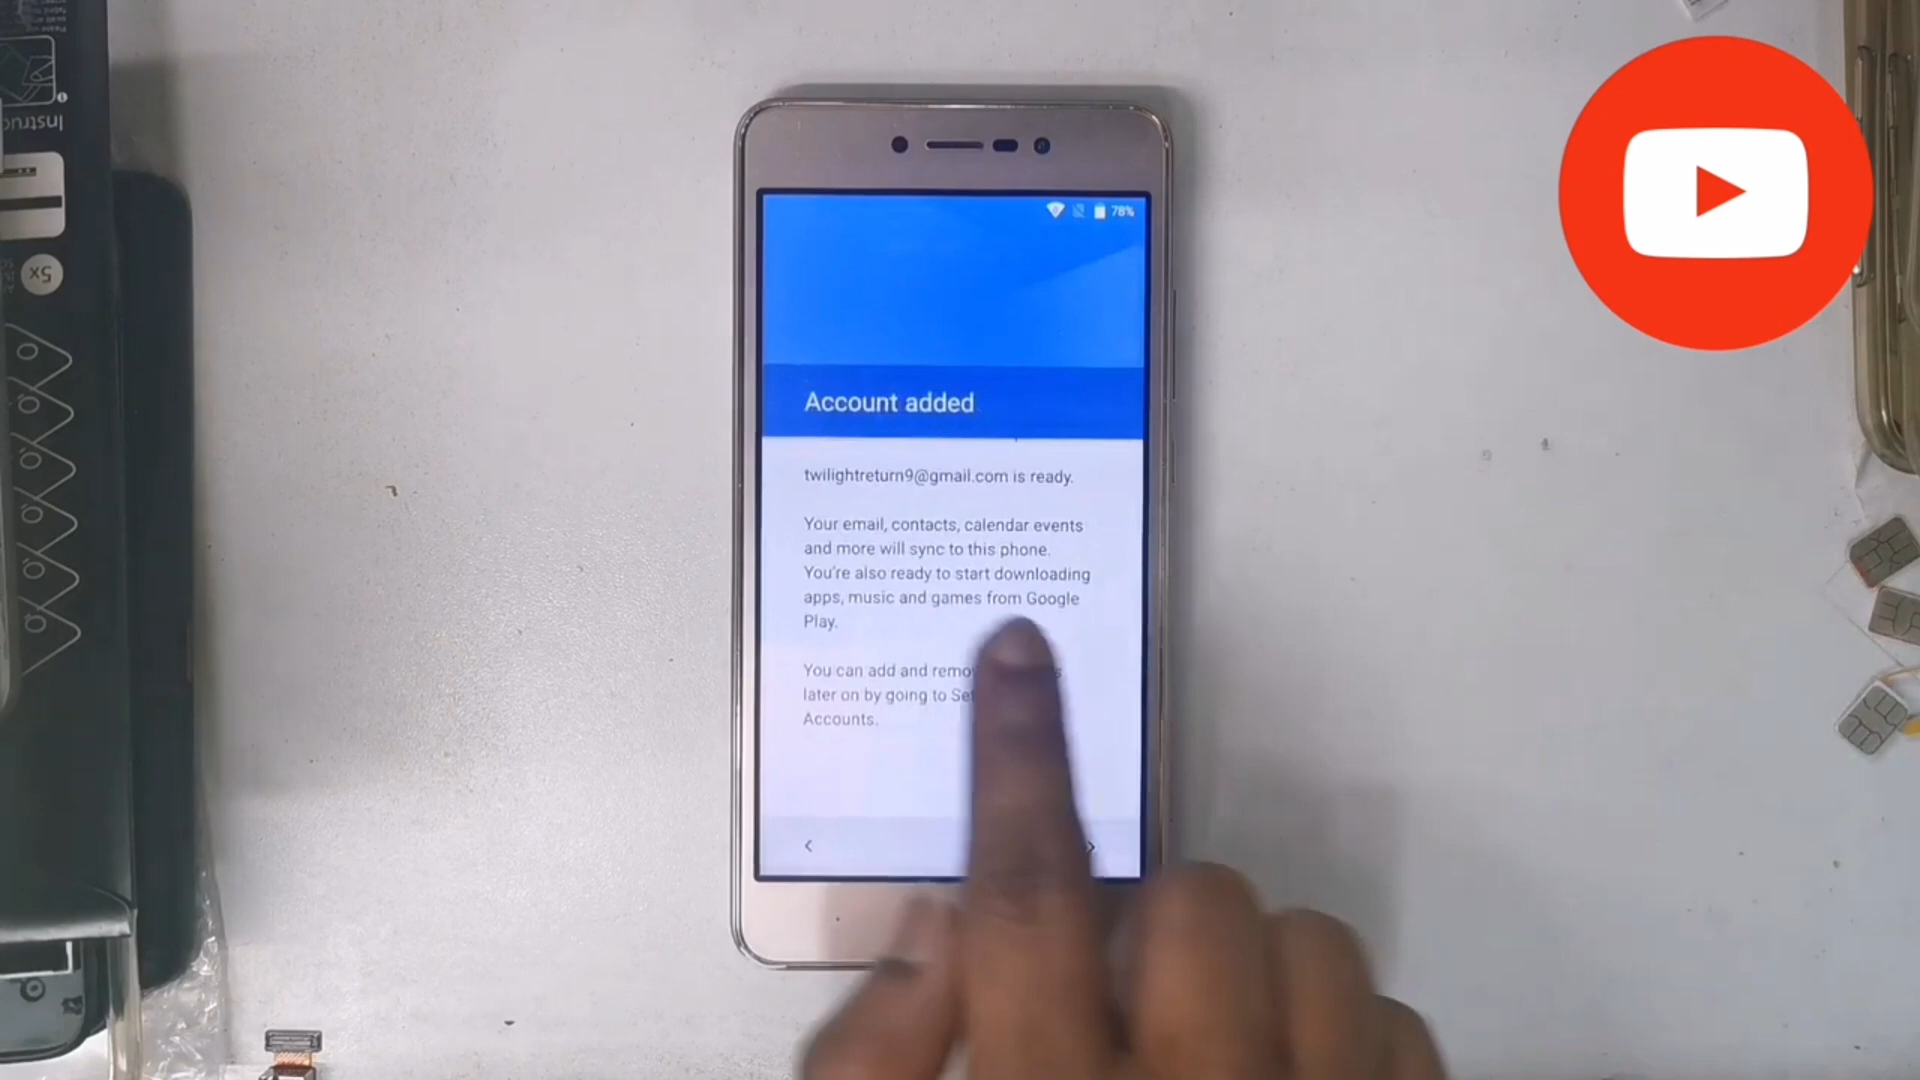 78%
Account added
twilightreturn9@gmail.com is ready.
Your email, contacts, calendar events
and more will sync to this phone.
You're also ready to start downloading
apps, music and games from Google
Play.
You can add and
later on by going to
Accounts.
5x